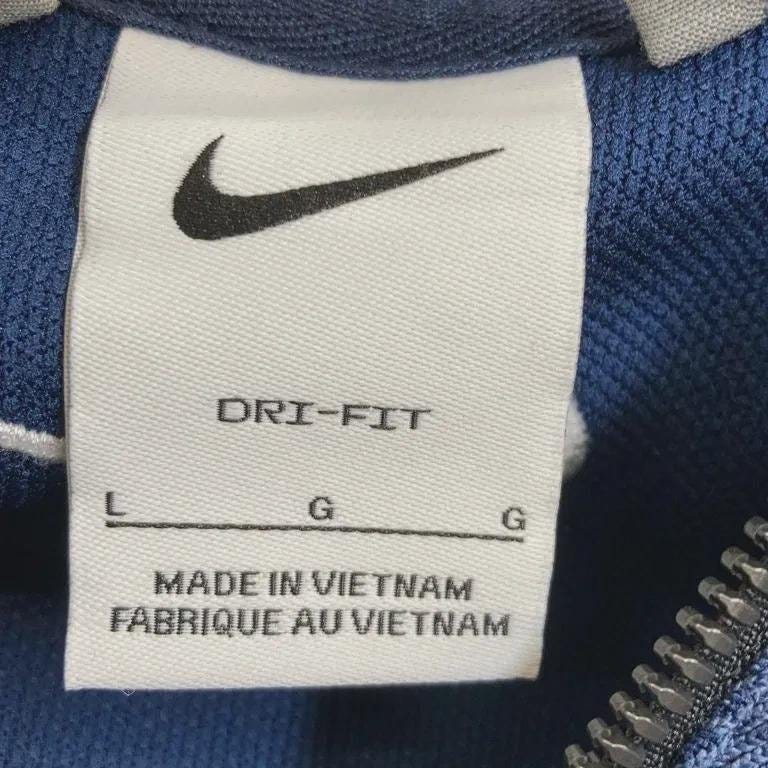 DRI-FIT
L G G
MADE IN VIETNAM
FABRIQUE AU VIETNAM